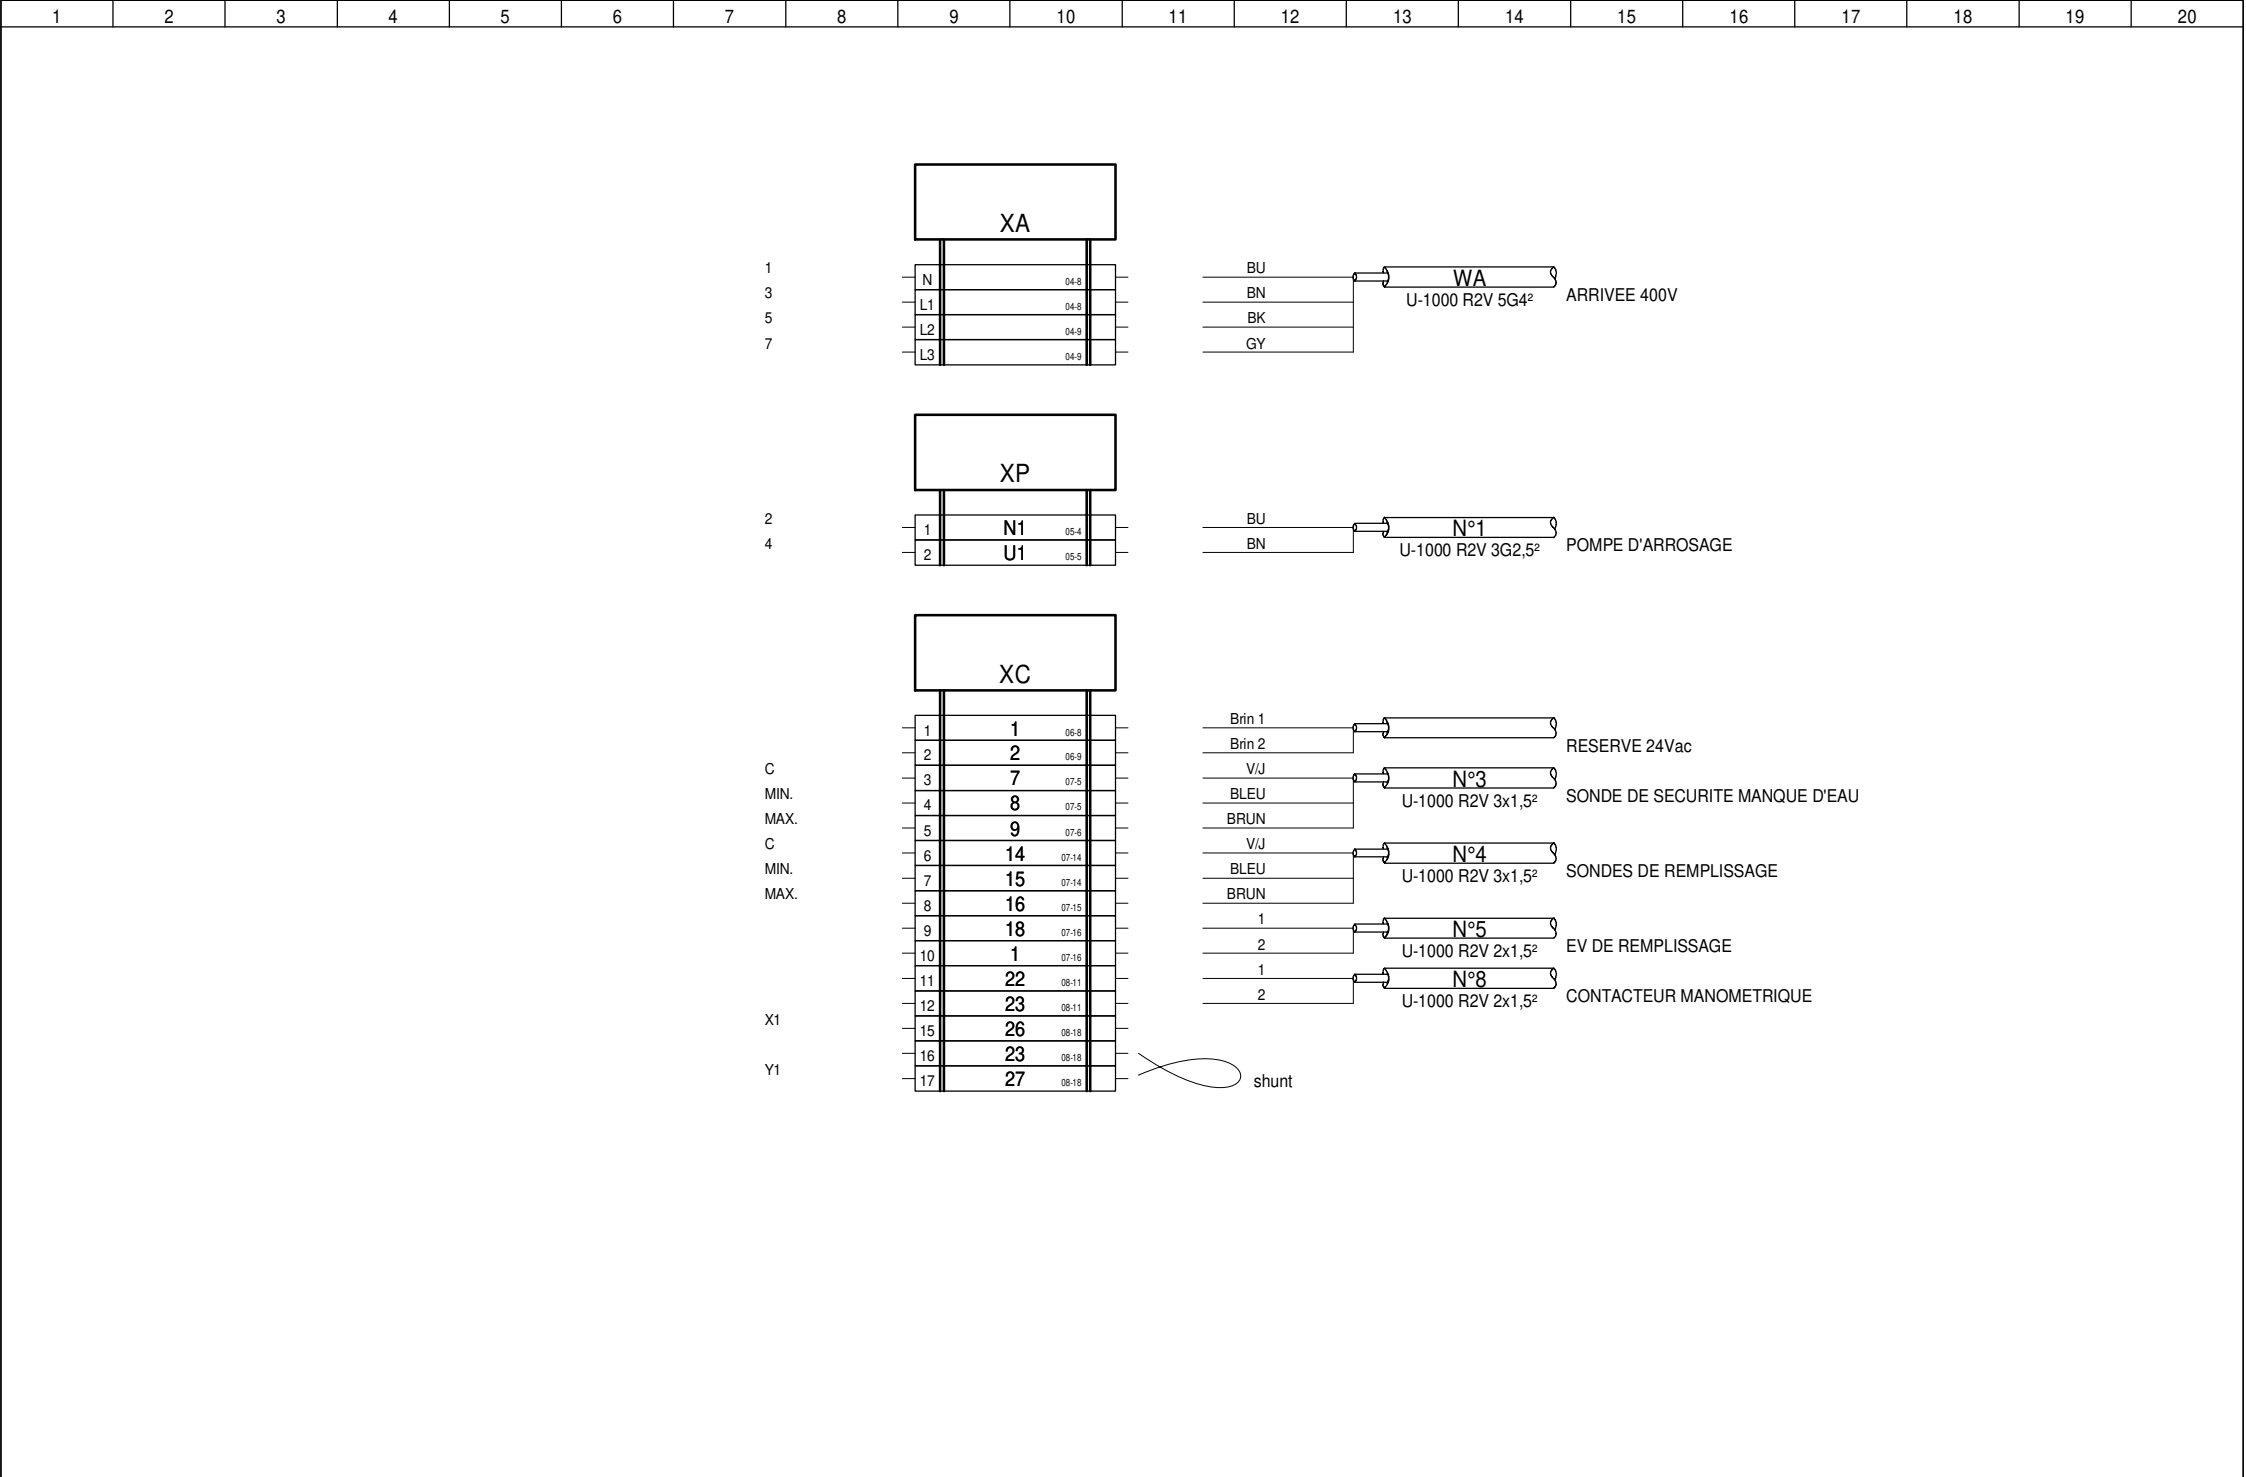 1 2 3 4 5 6 7 8 9 10 11 12 13 14 15 16 17 18 19 20
XA
1 N 04-8 BU WA
U-1000 R2V 5G4²
ARRIVEE 400V
3 L1 04-8 BN
5 L2 04-9 BK
7 L3 04-9 GY
XP
2 1 N1 05-4 BU N°1
U-1000 R2V 3G2,5²
POMPE D'ARROSAGE
4 2 U1 05-5 BN
XC
1 1 06-8 Brin 1
2 2 06-9 Brin 2
RESERVE 24Vac
C 3 7 07-5 V/J N°3
U-1000 R2V 3x1,5²
SONDE DE SECURITE MANQUE D'EAU
MIN. 4 8 07-5 BLEU
MAX. 5 9 07-6 BRUN
C 6 14 07-14 V/J N°4
U-1000 R2V 3x1,5²
SONDES DE REMPLISSAGE
MIN. 7 15 07-14 BLEU
MAX. 8 16 07-15 BRUN
9 18 07-16 1 N°5
U-1000 R2V 2x1,5²
EV DE REMPLISSAGE
10 1 07-16 2
11 22 08-11 1 N°8
U-1000 R2V 2x1,5²
CONTACTEUR MANOMETRIQUE
12 23 08-11 2
X1 15 26 08-18
16 23 08-18
Y1 17 27 08-18
shunt